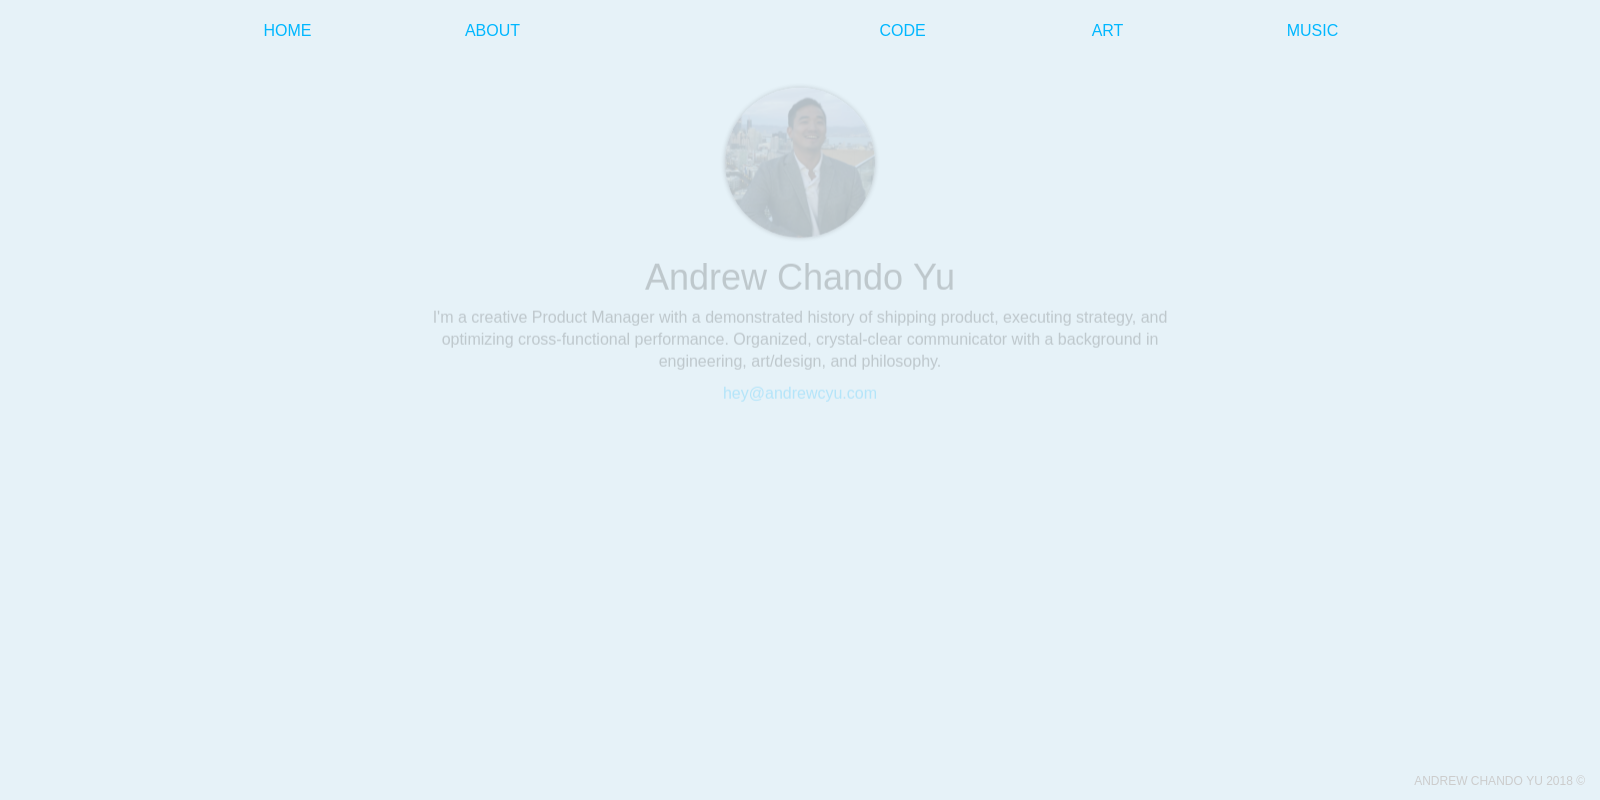 HOME ABOUT CODE ART MUSIC
Andrew Chando Yu
I'm a creative Product Manager with a demonstrated history of shipping product, executing strategy, and
optimizing cross-functional performance. Organized, crystal-clear communicator with a background in
engineering, art/design, and philosophy.
hey@andrewcyu.com
ANDREW CHANDO YU 2018 ©